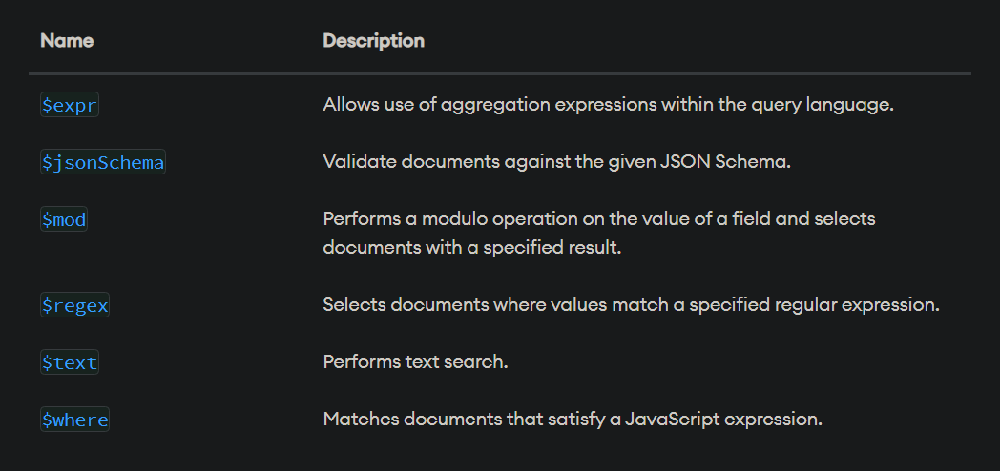 Name Description
$expr Allows use of aggregation expressions within the query language.
$jsonSchema Validate documents against the given JSON Schema.
$mod Performs a modulo operation on the value of a field and selects
documents with a specified result.
$regex Selects documents where values match a specified regular expression.
$text Performs text search.
$where Matches documents that satisfy a JavaScript expression.